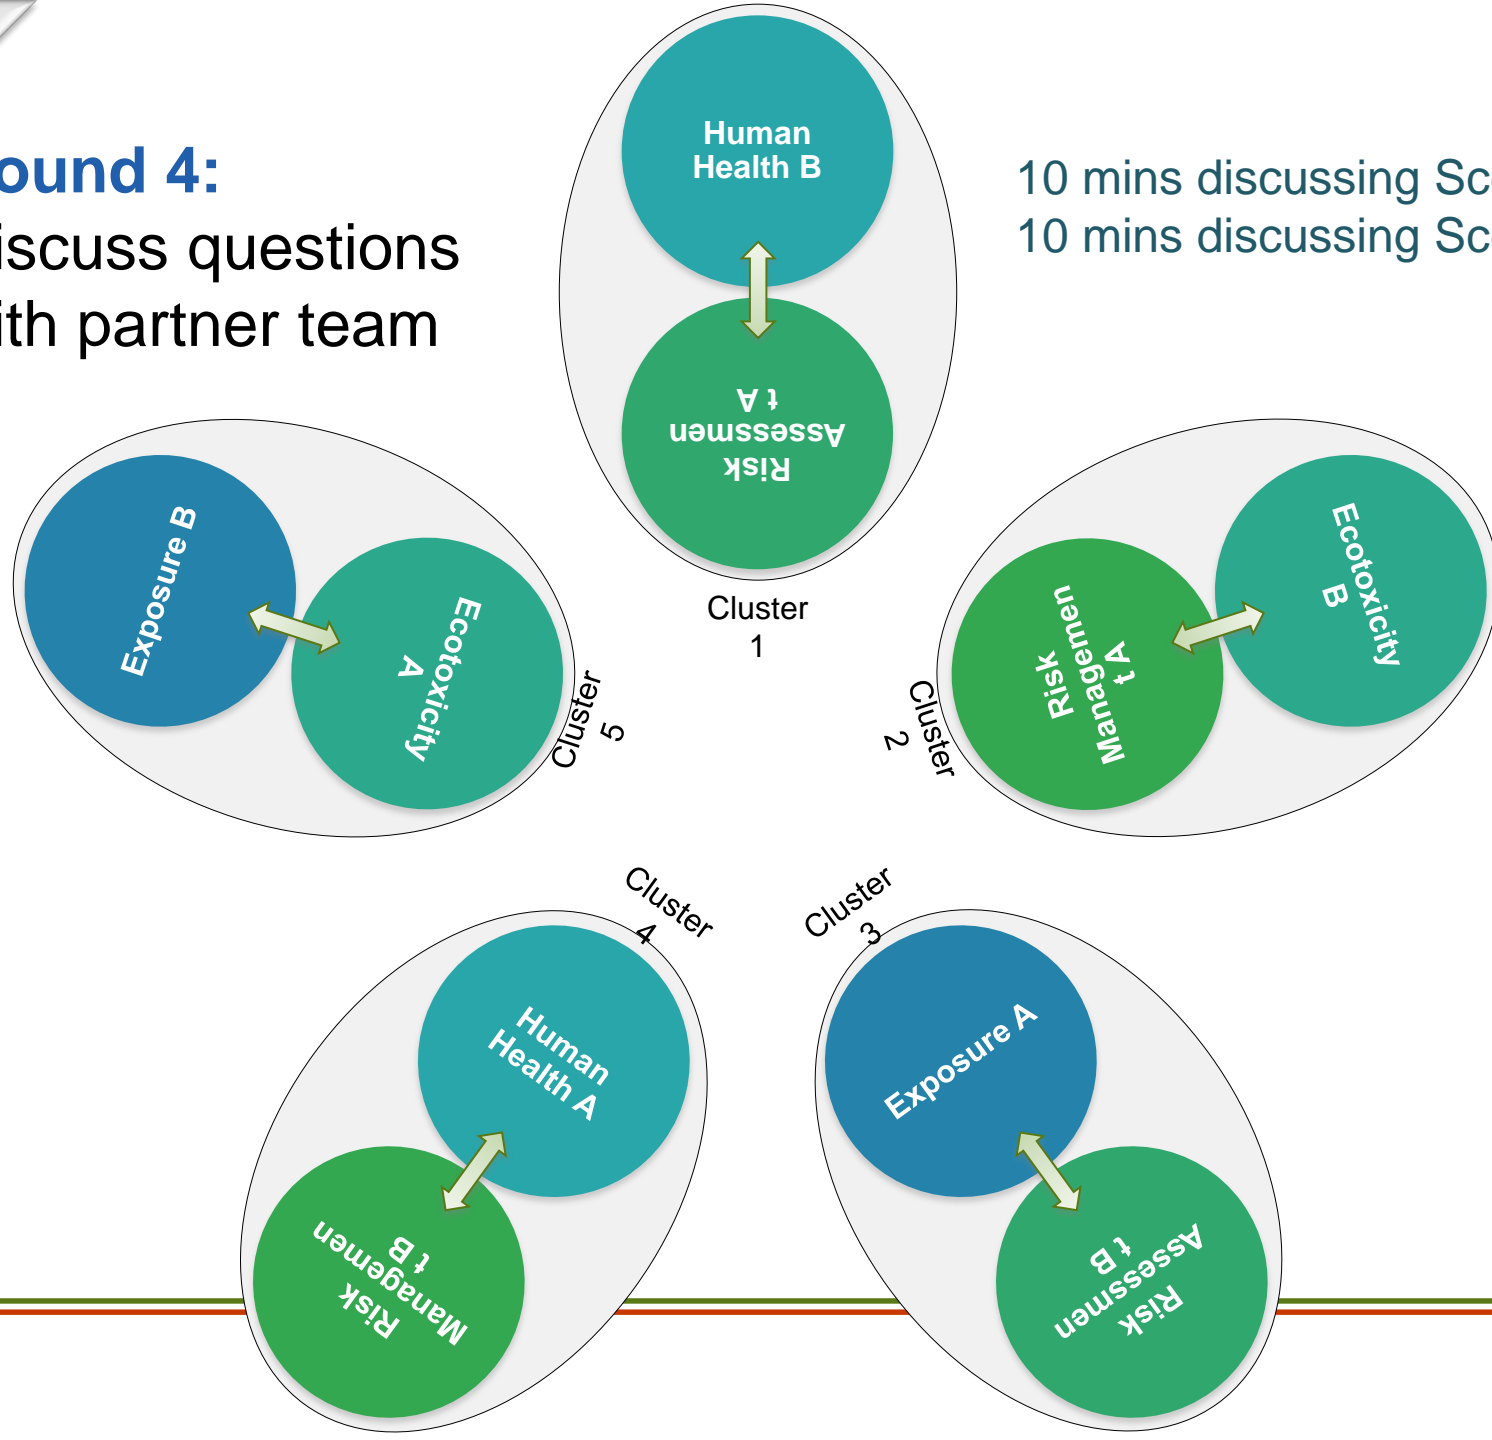 ound 4:
iscuss questions
ith partner team
10 mins discussing Sc
10 mins discussing Sc
Human
Health B
Risk
Assessmen
t A
Cluster
1
Ecotoxicity
B
Risk
Managemen
t A
Cluster
2
Exposure A
Risk
Assessmen
t B
Cluster
3
Human
Health A
Risk
Managemen
t B
Cluster
4
Exposure B
Ecotoxicity
A
Cluster
5